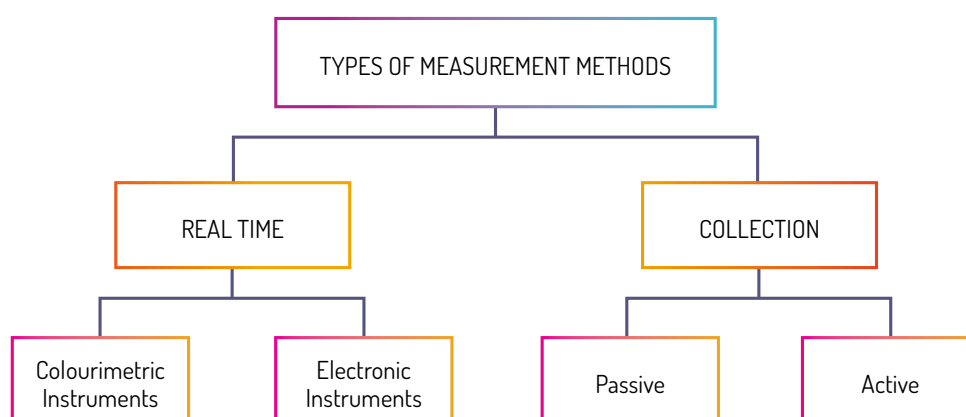 TYPES OF MEASUREMENT METHODS
REAL TIME
COLLECTION
Colourimetric
Instruments
Electronic
Instruments
Passive
Active